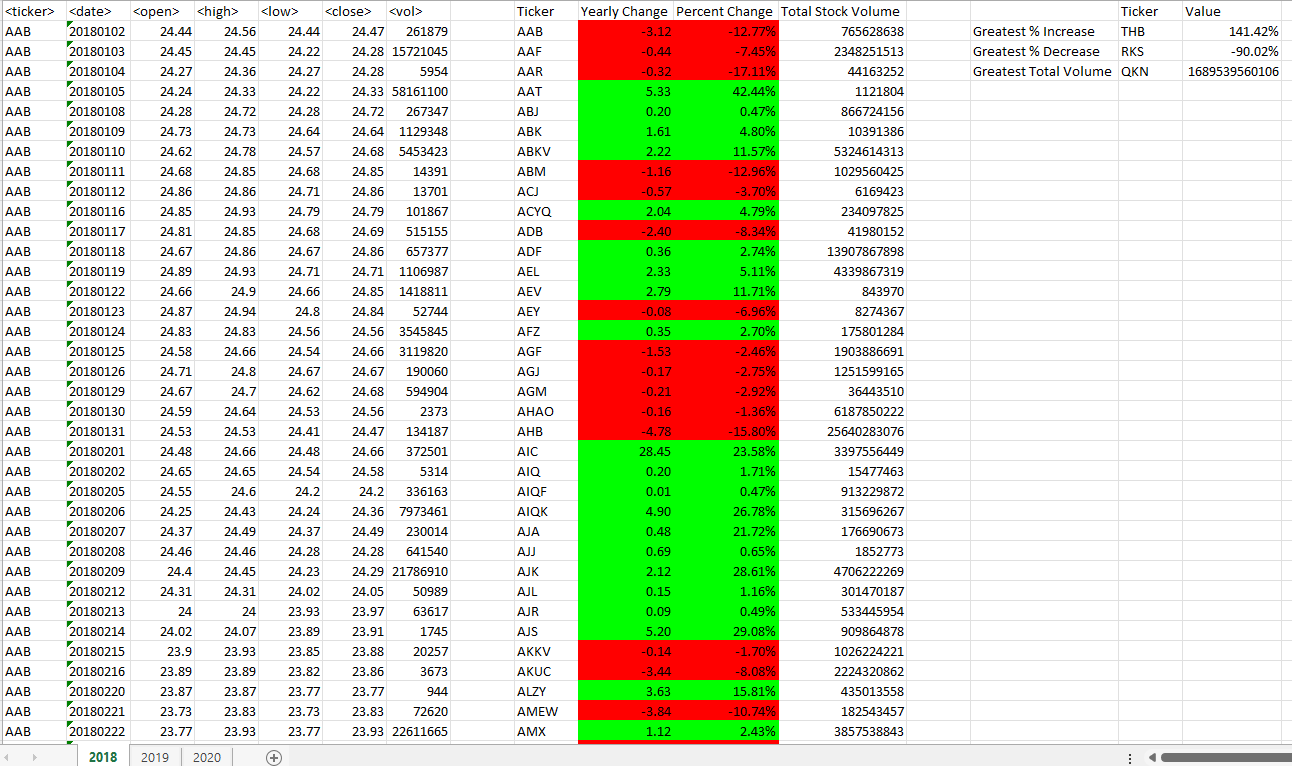 <ticker> <date> <open> <high> <low> <close> <vol> Ticker Yearly Change Percent Change Total Stock Volume Ticker Value
AAB 20180102 24.44 24.56 24.44 24.47 261879 AAB -3.12 -12.77% 765628638 Greatest % Increase THB 141.42%
AAB 20180103 24.45 24.45 24.22 24.28 15721045 AAF -0.44 -7.45% 2348251513 Greatest % Decrease RKS -90.02%
AAB 20180104 24.27 24.36 24.27 24.28 5954 AAR -0.32 -17.11% 44163252 Greatest Total Volume QKN 1689539560106
AAB 20180105 24.24 24.33 24.22 24.33 58161100 AAT 5.33 42.44% 1121804
AAB 20180108 24.28 24.72 24.28 24.72 267347 ABJ 0.20 0.47% 866724156
AAB 20180109 24.73 24.73 24.64 24.64 1129348 ABK 1.61 4.80% 10391386
AAB 20180110 24.62 24.78 24.57 24.68 5453423 ABKV 2.22 11.57% 5324614313
AAB 20180111 24.68 24.85 24.68 24.85 14391 ABM -1.16 -12.96% 1029560425
AAB 20180112 24.86 24.86 24.71 24.86 13701 ACJ -0.57 -3.70% 6169423
AAB 20180116 24.85 24.93 24.79 24.79 101867 ACYQ 2.04 4.79% 234097825
AAB 20180117 24.81 24.85 24.68 24.69 515155 ADB -2.40 -8.34% 41980152
AAB 20180118 24.67 24.86 24.67 24.86 657377 ADF 0.36 2.74% 13907867898
AAB 20180119 24.89 24.93 24.71 24.71 1106987 AEL 2.33 5.11% 4339867319
AAB 20180122 24.66 24.9 24.66 24.85 1418811 AEV 2.79 11.71% 843970
AAB 20180123 24.87 24.94 24.8 24.84 52744 AEY -0.08 -6.96% 8274367
AAB 20180124 24.83 24.83 24.56 24.56 3545845 AFZ 0.35 2.70% 175801284
AAB 20180125 24.58 24.66 24.54 24.66 3119820 AGF -1.53 -2.46% 1903886691
AAB 20180126 24.71 24.8 24.67 24.67 190060 AGJ -0.17 -2.75% 1251599165
AAB 20180129 24.67 24.7 24.62 24.68 594904 AGM -0.21 -2.92% 36443510
AAB 20180130 24.59 24.64 24.53 24.56 2373 AHAO -0.16 -1.36% 6187850222
AAB 20180131 24.53 24.53 24.41 24.47 134187 AHB -4.78 -15.80% 25640283076
AAB 20180201 24.48 24.66 24.48 24.66 372501 AIC 28.45 23.58% 3397556449
AAB 20180202 24.65 24.65 24.54 24.58 5314 AIQ 0.20 1.71% 15477463
AAB 20180205 24.55 24.6 24.2 24.2 336163 AIQF 0.01 0.47% 913229872
AAB 20180206 24.25 24.43 24.24 24.36 7973461 AIQK 4.90 26.78% 315696267
AAB 20180207 24.37 24.49 24.37 24.49 230014 AJA 0.48 21.72% 176690673
AAB 20180208 24.46 24.46 24.28 24.28 641540 AJJ 0.69 0.65% 1852773
AAB 20180209 24.4 24.45 24.23 24.29 21786910 AJK 2.12 28.61% 4706222269
AAB 20180212 24.31 24.31 24.02 24.05 50989 AJL 0.15 1.16% 301470187
AAB 20180213 24 24 23.93 23.97 63617 AJR 0.09 0.49% 533445954
AAB 20180214 24.02 24.07 23.89 23.91 1745 AJS 5.20 29.08% 909864878
AAB 20180215 23.9 23.93 23.85 23.88 20257 AKKV -0.14 -1.70% 1026224221
AAB 20180216 23.89 23.89 23.82 23.86 3673 AKUC -3.44 -8.08% 2224320862
AAB 20180220 23.87 23.87 23.77 23.77 944 ALZY 3.63 15.81% 435013558
AAB 20180221 23.73 23.83 23.73 23.83 72620 AMEW -3.84 -10.74% 182543457
AAB 20180222 23.77 23.93 23.77 23.93 22611665 AMX 1.12 2.43% 3857538843
2018 2019 2020